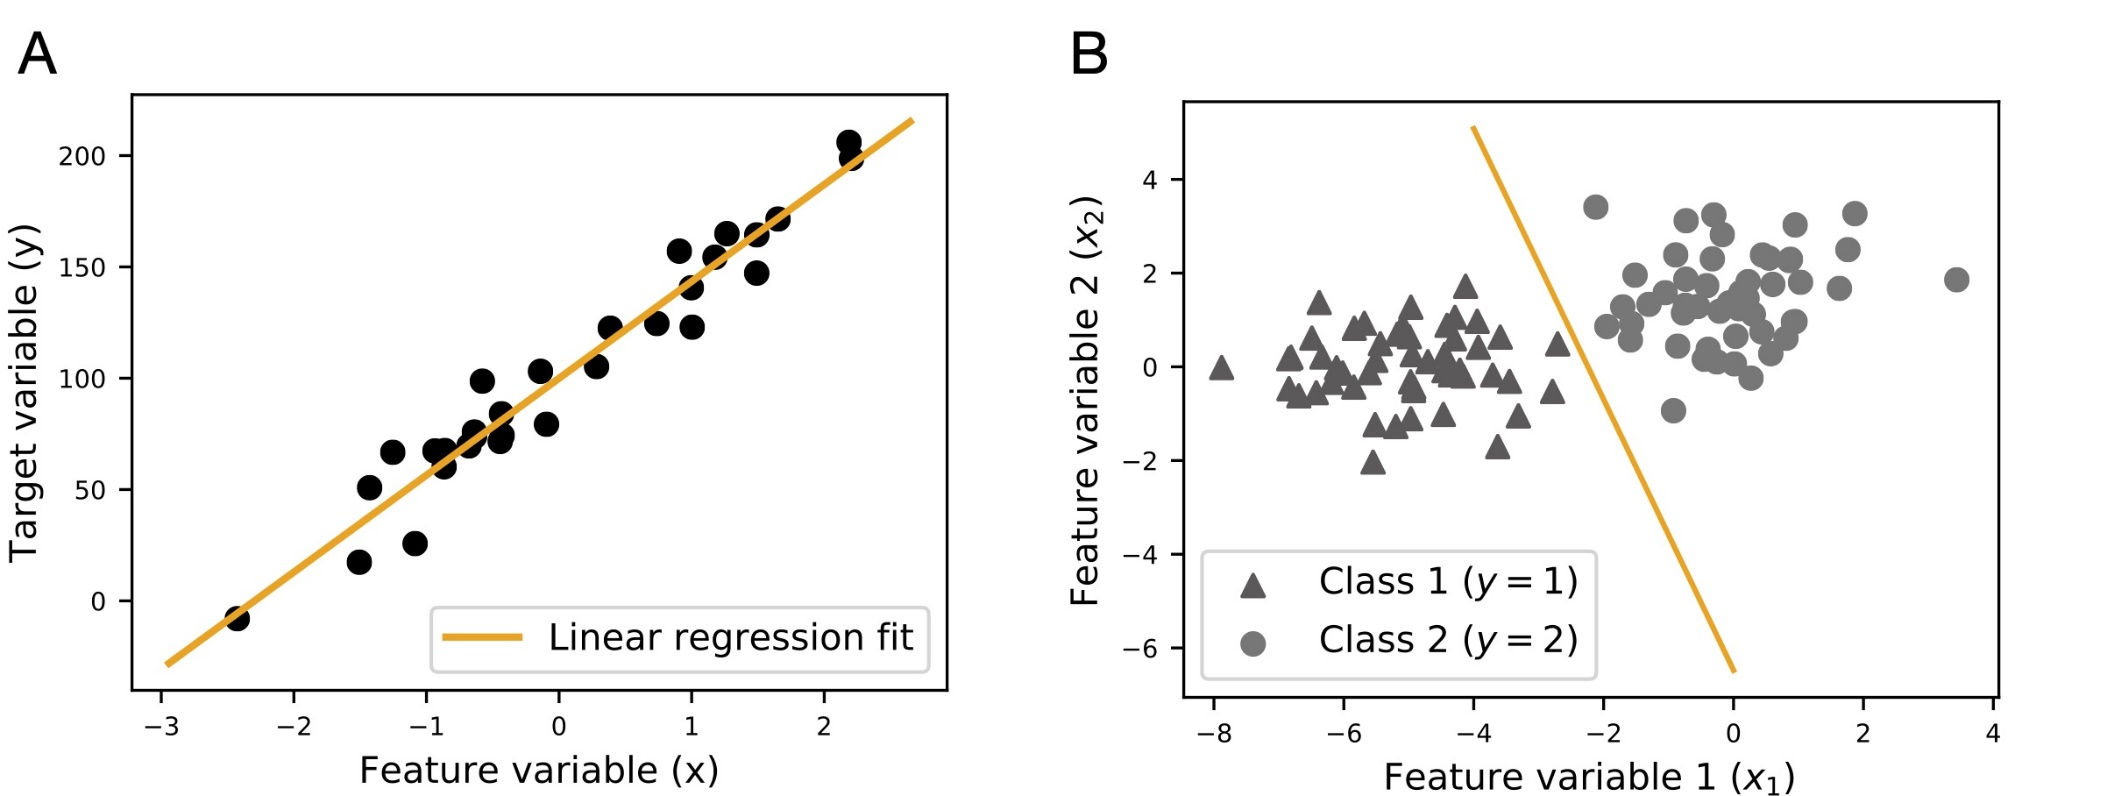 A
B
Target variable (y)
200
150
100
50
0
−3 −2 −1 0 1 2
Feature variable (x)
Linear regression fit
Feature variable 2 (x₂)
4
2
0
−2
−4
−6
−8 −6 −4 −2 0 2 4
Feature variable 1 (x₁)
Class 1 (y = 1)
Class 2 (y = 2)